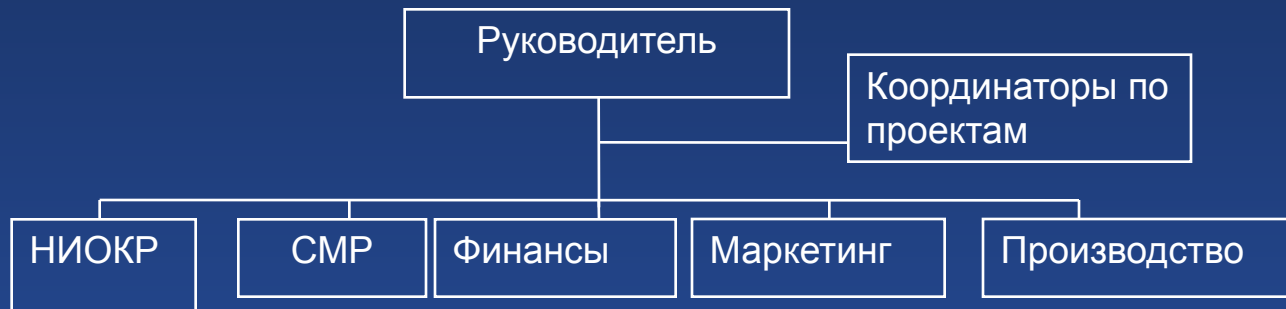 Руководитель
Координаторы по
проектам
НИОКР
СМР
Финансы
Маркетинг
Производство